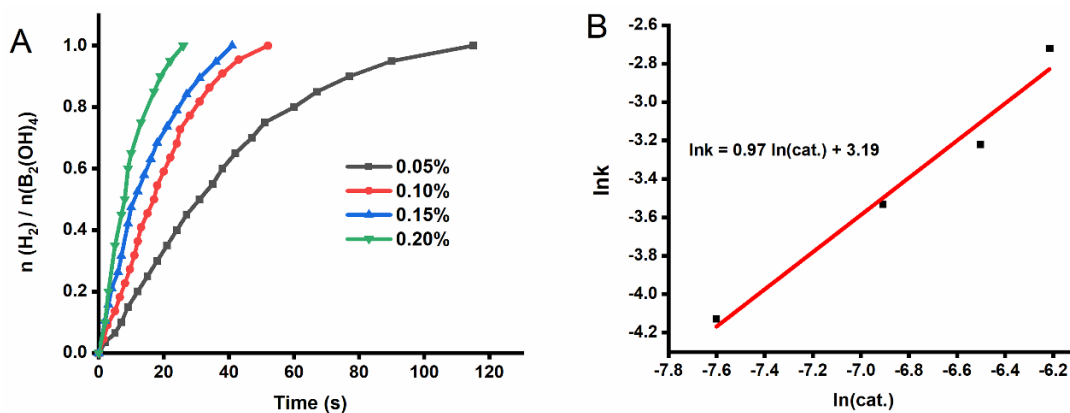 A
n (H2) / n(B2(OH)4)
1.0
0.8
0.6
0.4
0.2
0.0
0.05%
0.10%
0.15%
0.20%
0 20 40 60 80 100 120
Time (s)
B
lnk
-2.6
-2.8
-3.0
-3.2
-3.4
-3.6
-3.8
-4.0
-4.2
lnk = 0.97 ln(cat.) + 3.19
-7.8 -7.6 -7.4 -7.2 -7.0 -6.8 -6.6 -6.4 -6.2
ln(cat.)